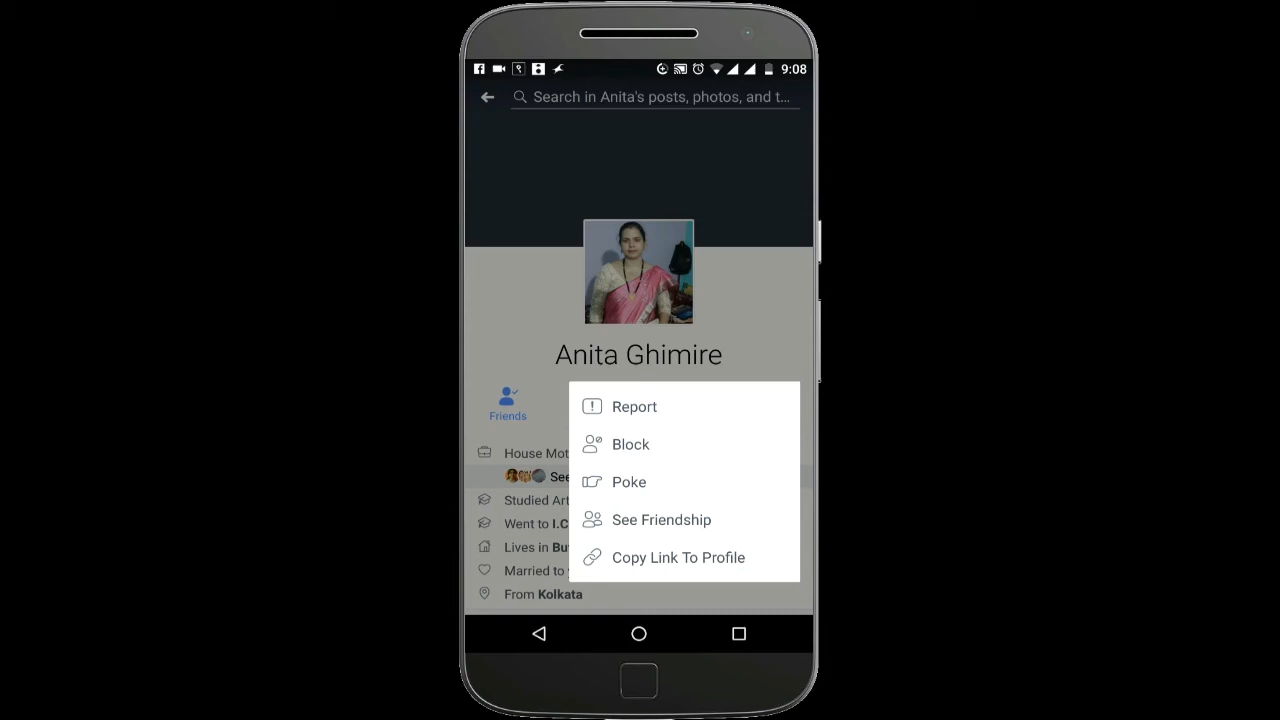 9:08
Search in Anita's posts, photos, and t...
Anita Ghimire
Friends
Report
Block
Poke
See Friendship
Copy Link To Profile
House Mot
See
Studied Art
Went to I.C
Lives in Bu
Married to
From Kolkata